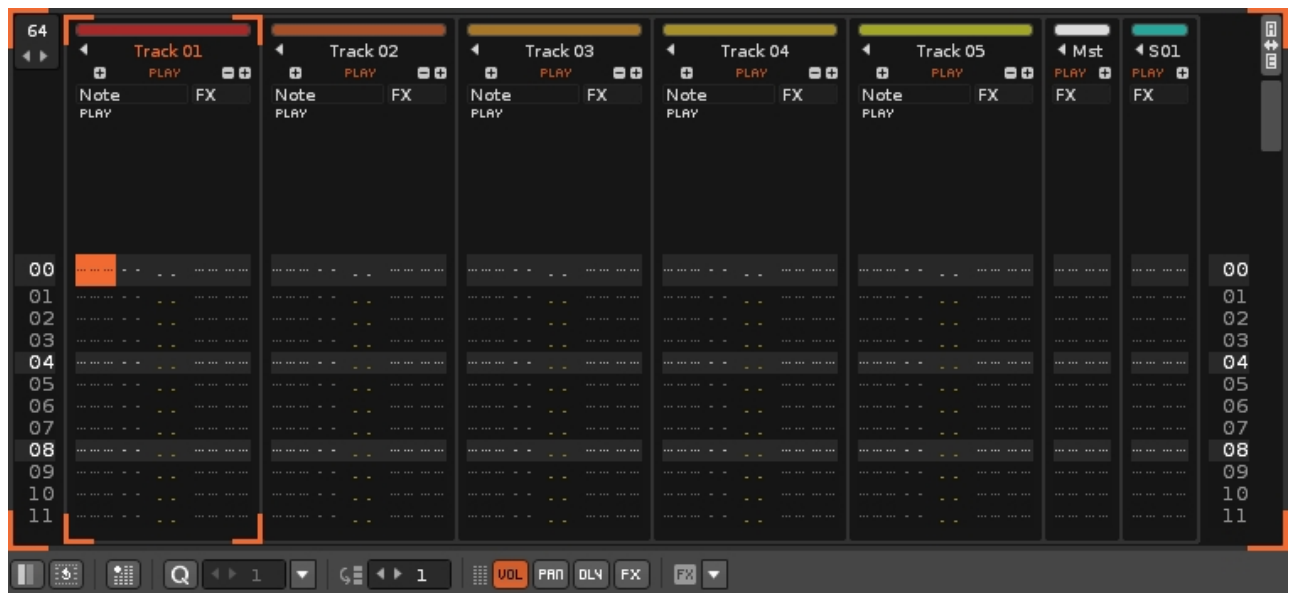 64
Track 01 Track 02 Track 03 Track 04 Track 05 Mst S01
PLAY PLAY PLAY PLAY PLAY PLAY PLAY
Note FX Note FX Note FX Note FX Note FX FX FX
PLAY PLAY PLAY PLAY PLAY
A
E
00 00
01 01
02 02
03 03
04 04
05 05
06 06
07 07
08 08
09 09
10 10
11 11
Q 1 1 VOL PAN DLY FX FX